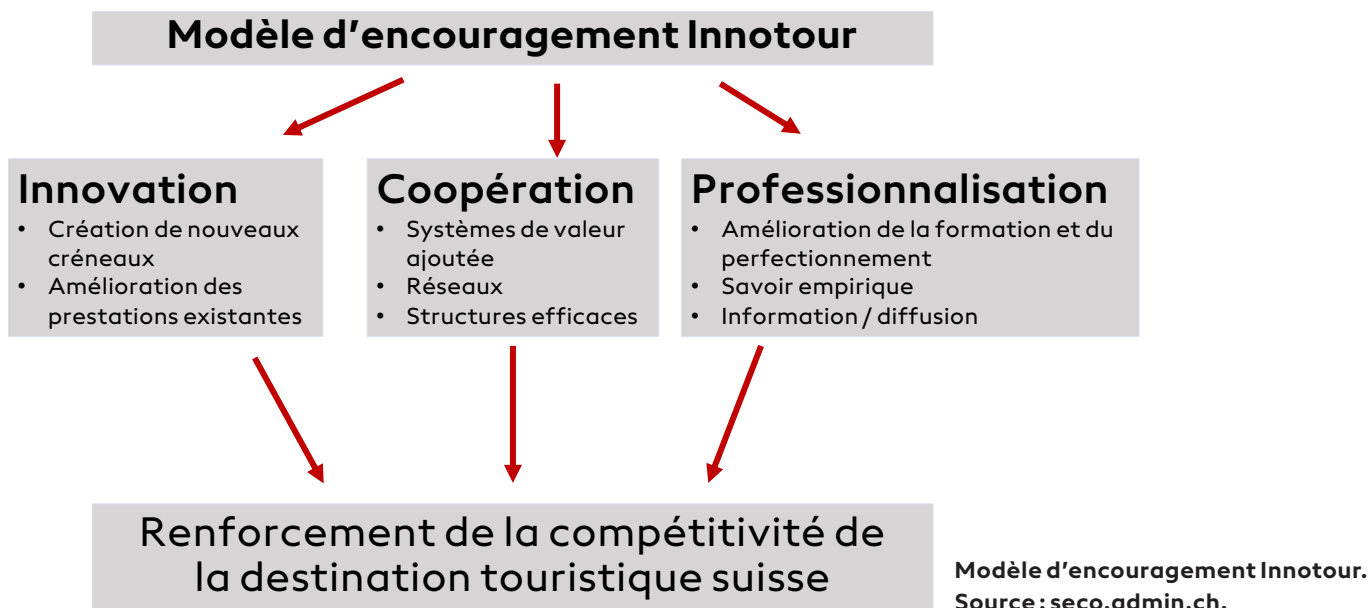 Modèle d’encouragement Innotour
Innovation
• Création de nouveaux
créneaux
• Amélioration des
prestations existantes
Coopération
• Systèmes de valeur
ajoutée
• Réseaux
• Structures efficaces
Professionnalisation
• Amélioration de la formation et du
perfectionnement
• Savoir empirique
• Information / diffusion
Renforcement de la compétitivité de
la destination touristique suisse
Modèle d’encouragement Innotour.
Source : seco.admin.ch.